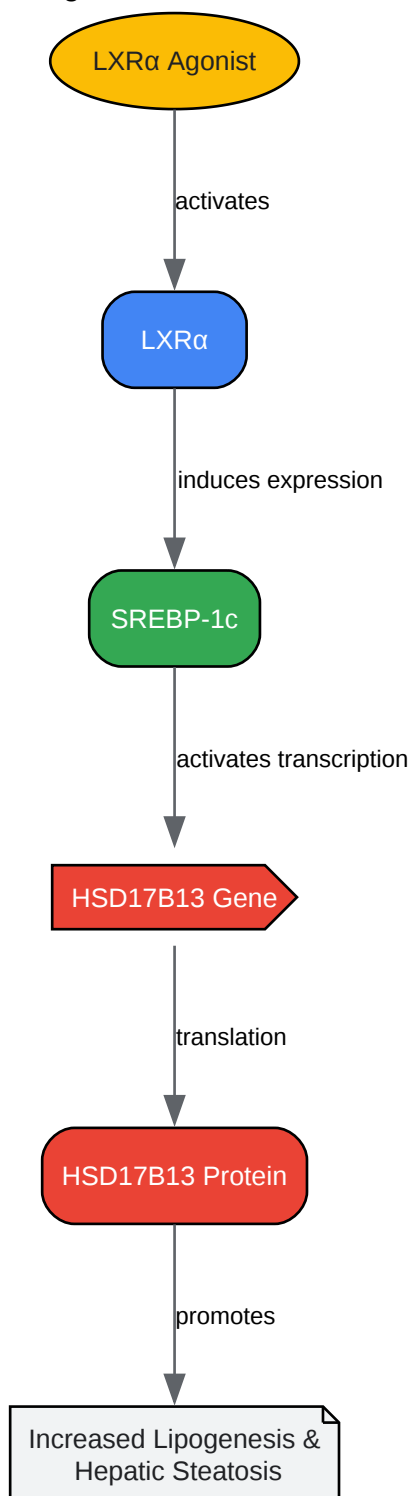 LXRα Agonist
activates
LXRα
induces expression
SREBP-1c
activates transcription
HSD17B13 Gene
translation
HSD17B13 Protein
promotes
Increased Lipogenesis &
Hepatic Steatosis